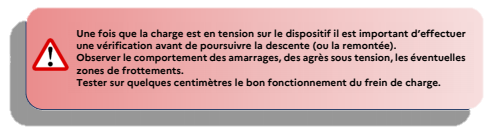 Une fois que la charge est en tension sur le dispositif il est important d'effectuer
une vérification avant de poursuivre la descente (ou la remontée).
Observer le comportement des amarrages, des agrès sous tension, les éventuelles
zones de frottements.
Tester sur quelques centimètres le bon fonctionnement du frein de charge.